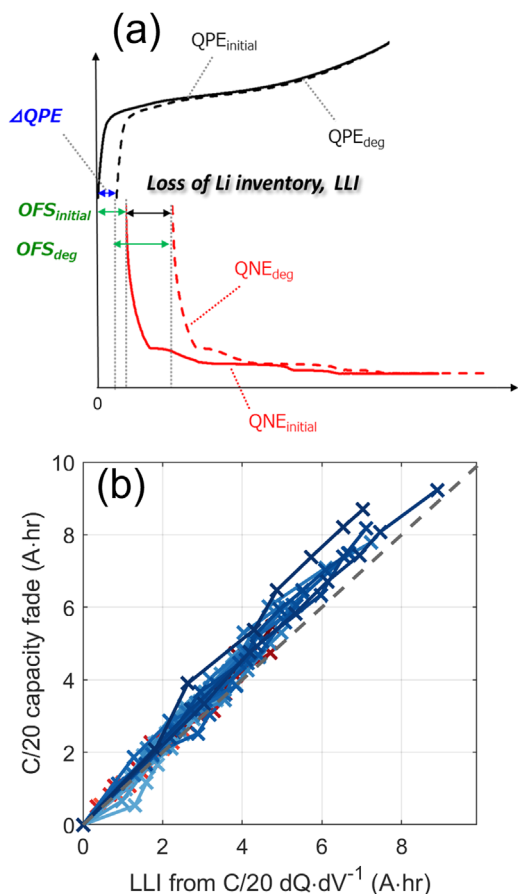 (a)
QPEinitial
⊿QPE
QPEdeg
Loss of Li inventory, LLI
OFSinitial
OFSdeg
QNEdeg
QNEinitial
0
(b)
10
8
6
4
2
0
0 2 4 6 8
C/20 capacity fade (A·hr)
LLI from C/20 dQ·dV⁻¹ (A·hr)